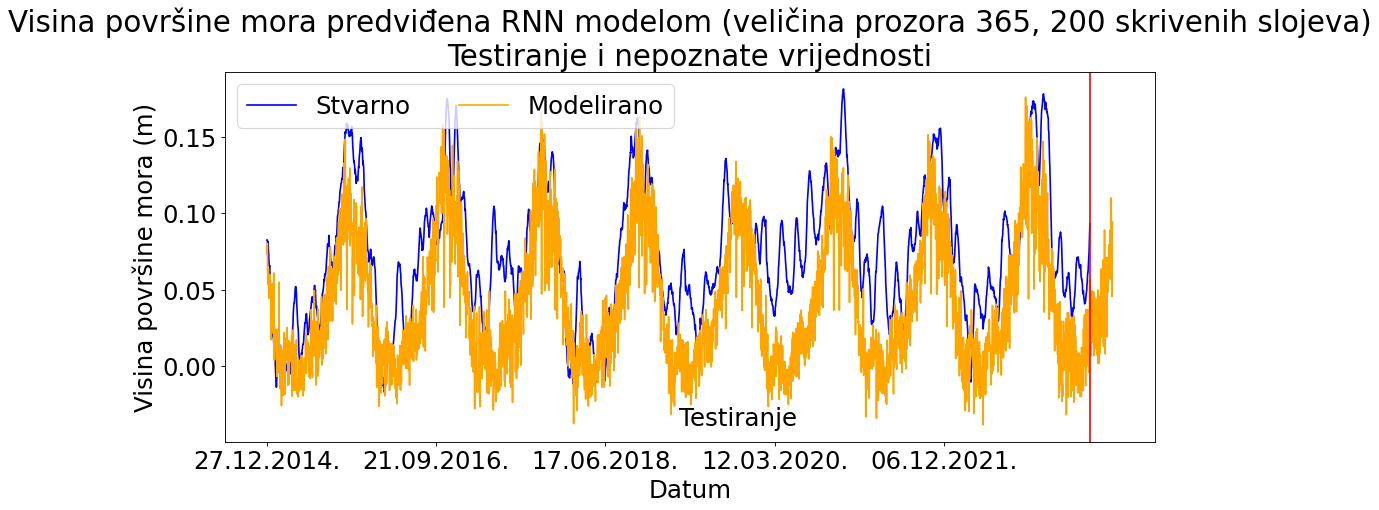 Visina površine mora predviđena RNN modelom (veličina prozora 365, 200 skrivenih slojeva)
Testiranje i nepoznate vrijednosti
Stvarno Modelirano
Visina površine mora (m)
0.15
0.10
0.05
0.00
Testiranje
27.12.2014. 21.09.2016. 17.06.2018. 12.03.2020. 06.12.2021.
Datum